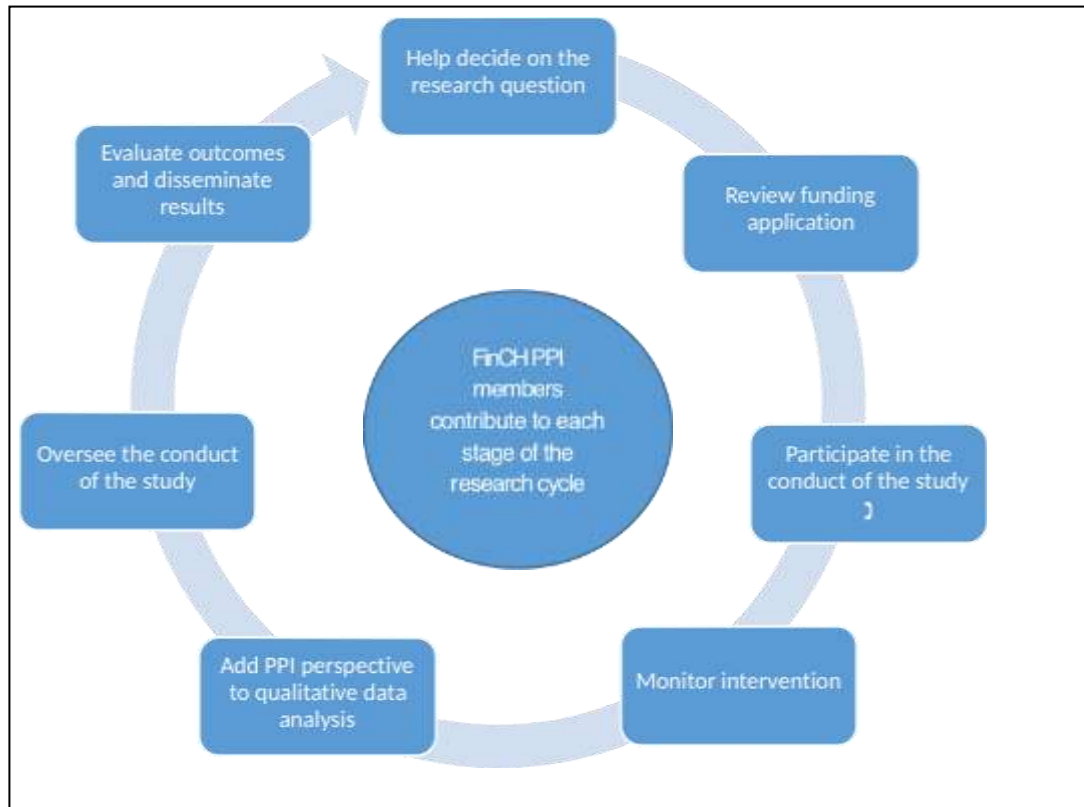 Help decide on the
research question
Review funding
application
Participate in the
conduct of the study
Monitor intervention
Add PPI perspective
to qualitative data
analysis
Oversee the conduct
of the study
Evaluate outcomes
and disseminate
results
FinCH PPI
members
contribute to each
stage of the
research cycle